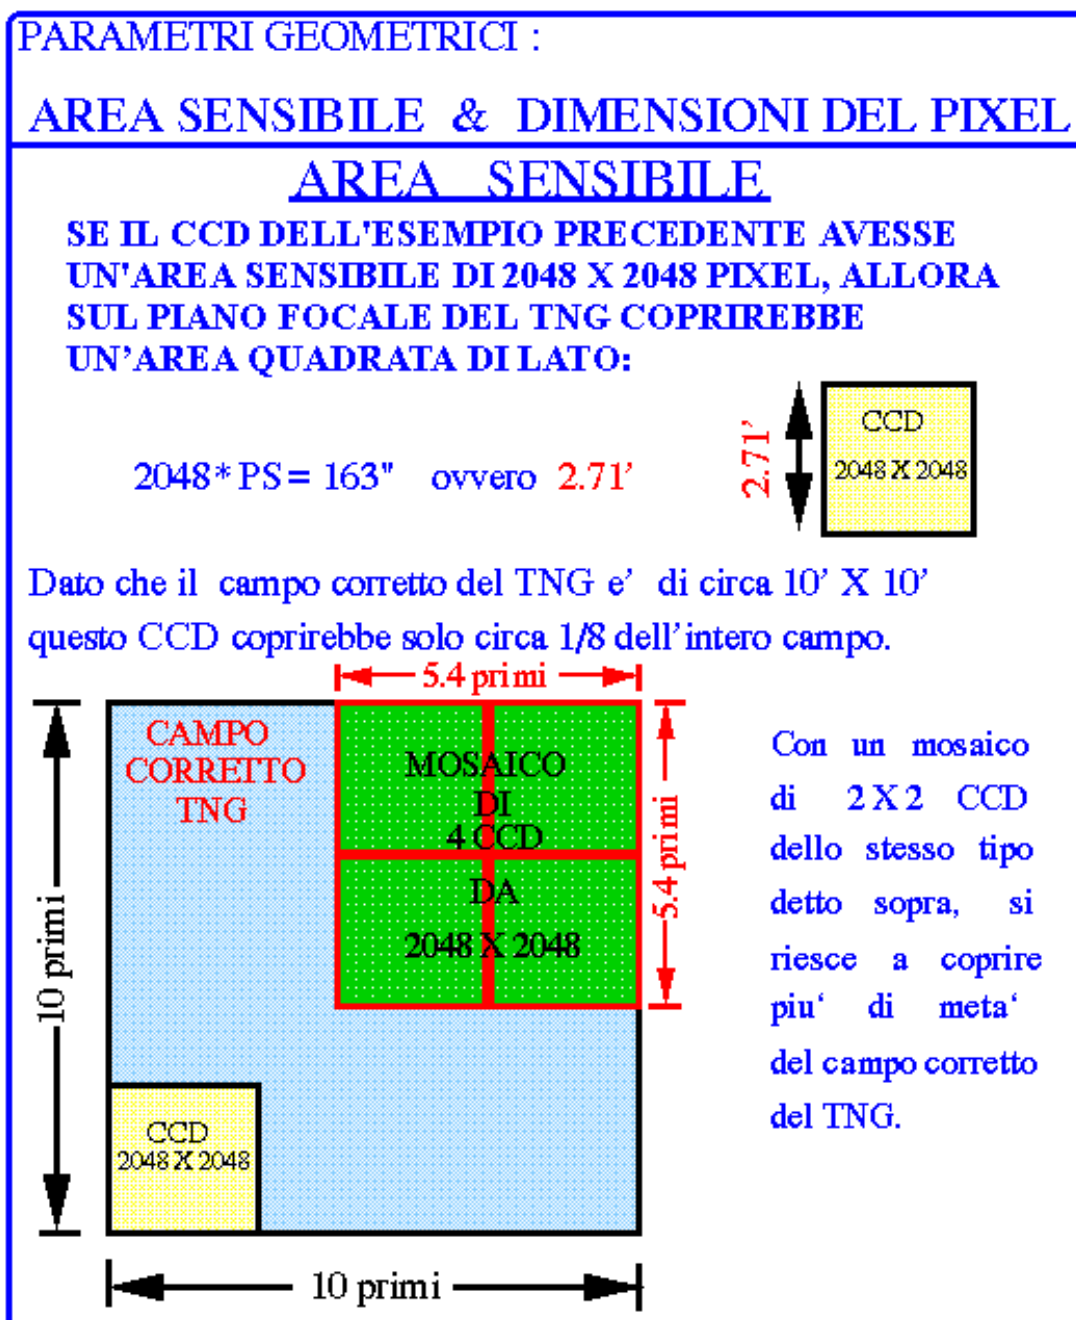 PARAMETRI GEOMETRICI :
AREA SENSIBILE & DIMENSIONI DEL PIXEL
AREA SENSIBILE
SE IL CCD DELL'ESEMPIO PRECEDENTE AVESSE
UN'AREA SENSIBILE DI 2048 X 2048 PIXEL, ALLORA
SUL PIANO FOCALE DEL TNG COPRIREBBE
UN’AREA QUADRATA DI LATO:
2048* PS = 163" ovvero 2.71’
2.71’
CCD
2048 X 2048
Dato che il campo corretto del TNG e’ di circa 10’ X 10’
questo CCD coprirebbe solo circa 1/8 dell’intero campo.
5.4 primi
CAMPO
CORRETTO
TNG
MOSAICO
DI
4 CCD
DA
2048 X 2048
5.4 primi
10 primi
CCD
2048 X 2048
10 primi
Con un mosaico
di 2 X 2 CCD
dello stesso tipo
detto sopra, si
riesce a coprire
piu‘ di meta‘
del campo corretto
del TNG.